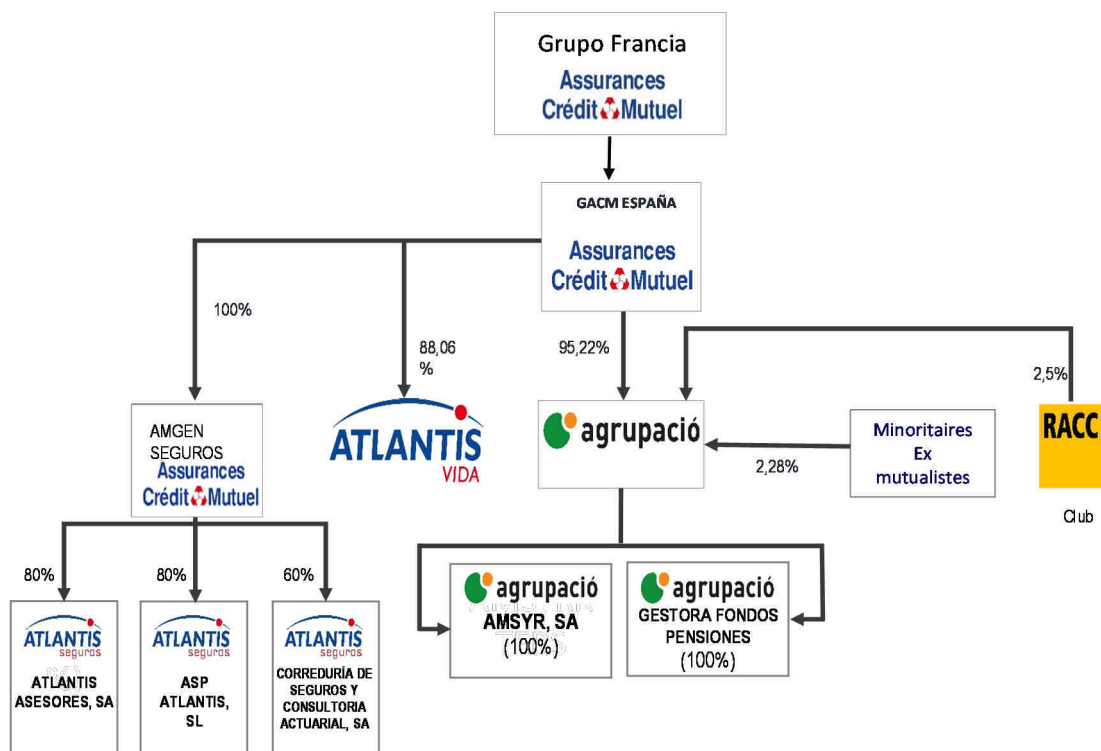 Grupo Francia
Assurances
Crédit Mutuel
GACM ESPAÑA
Assurances
Crédit Mutuel
100%
88,06
%
95,22%
2,5%
AMGEN
SEGUROS
Assurances
Crédit Mutuel
ATLANTIS
VIDA
agrupació
2,28%
Minoritaires
Ex
mutualistes
RACC
Club
80%
80%
60%
ATLANTIS
seguros
ATLANTIS
ASESORES, SA
ATLANTIS
seguros
ASP
ATLANTIS,
SL
ATLANTIS
seguros
CORREDURÍA DE
SEGUROS Y
CONSULTORIA
ACTUARIAL, SA
agrupació
AMSYR, SA
(100%)
agrupació
GESTORA FONDOS
PENSIONES
(100%)